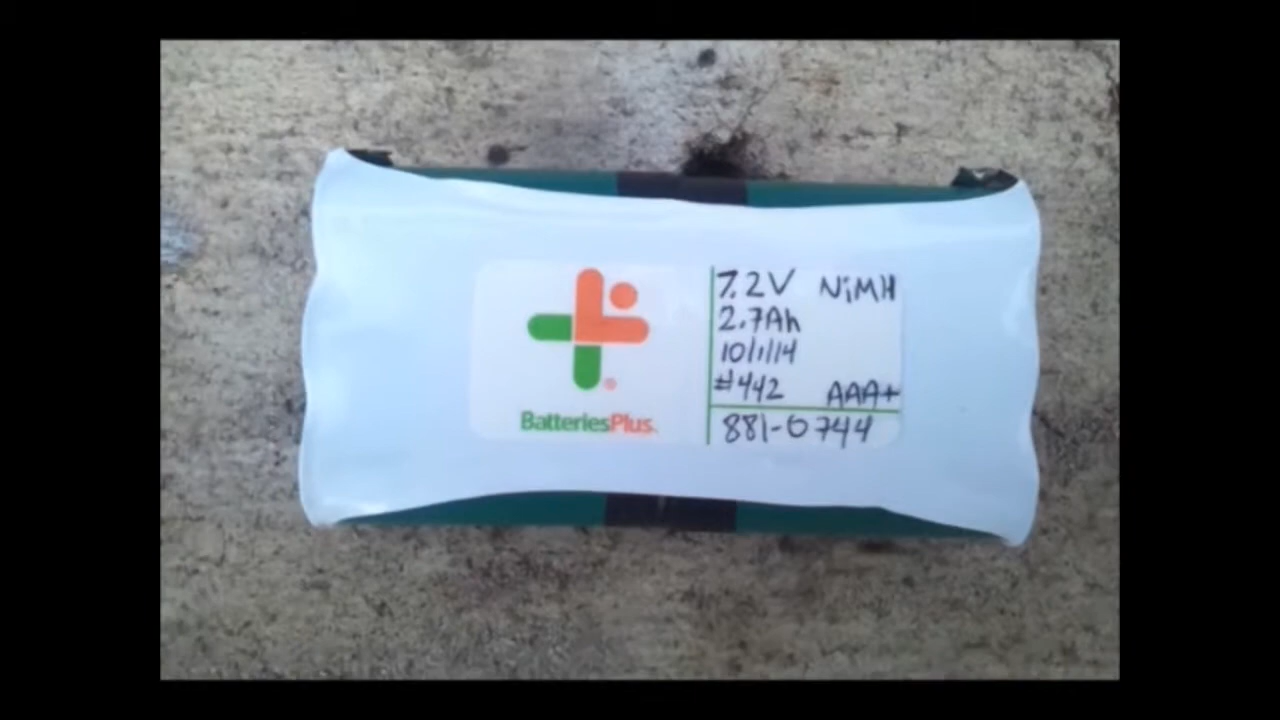 7.2V NiMH
2.7Ah
10/1/14
#442 AAA+
881-0744
BatteriesPlus.